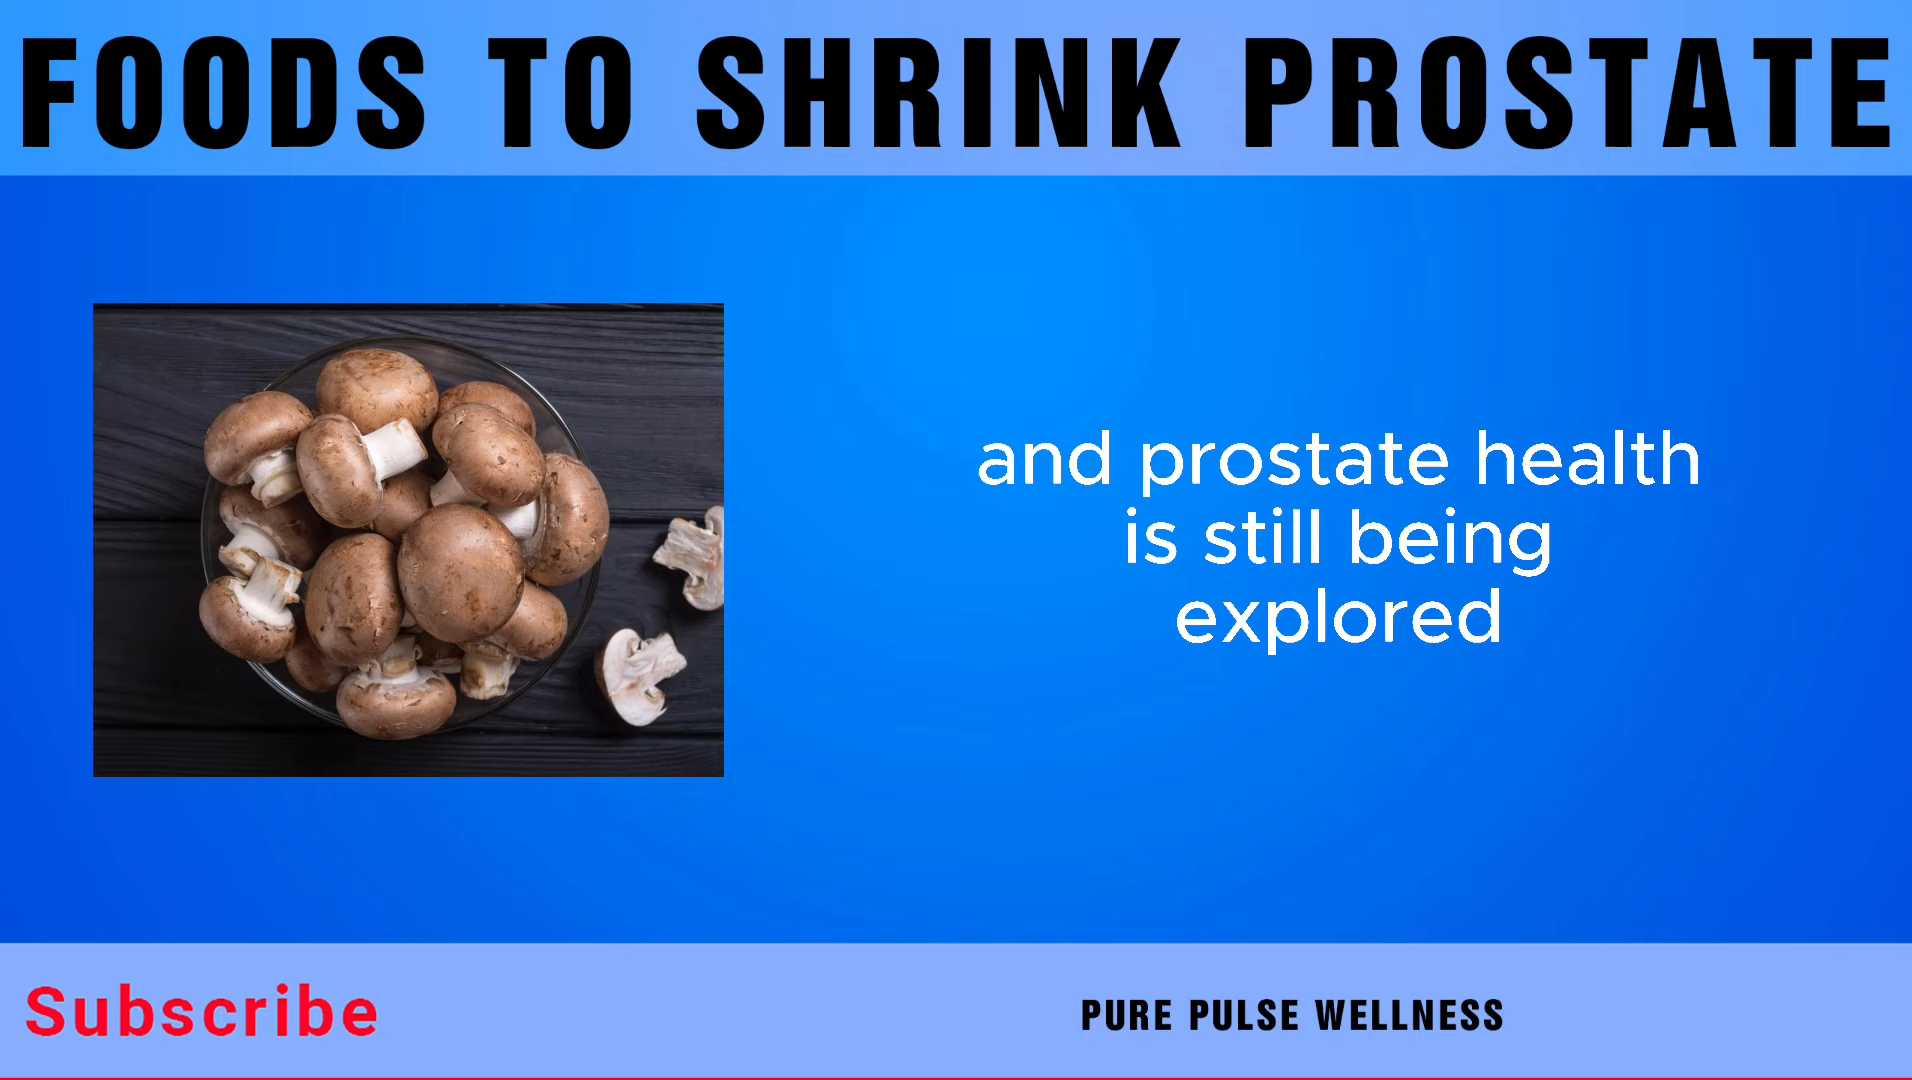 FOODS TO SHRINK PROSTATE
and prostate health
is still being
explored
Subscribe
PURE PULSE WELLNESS